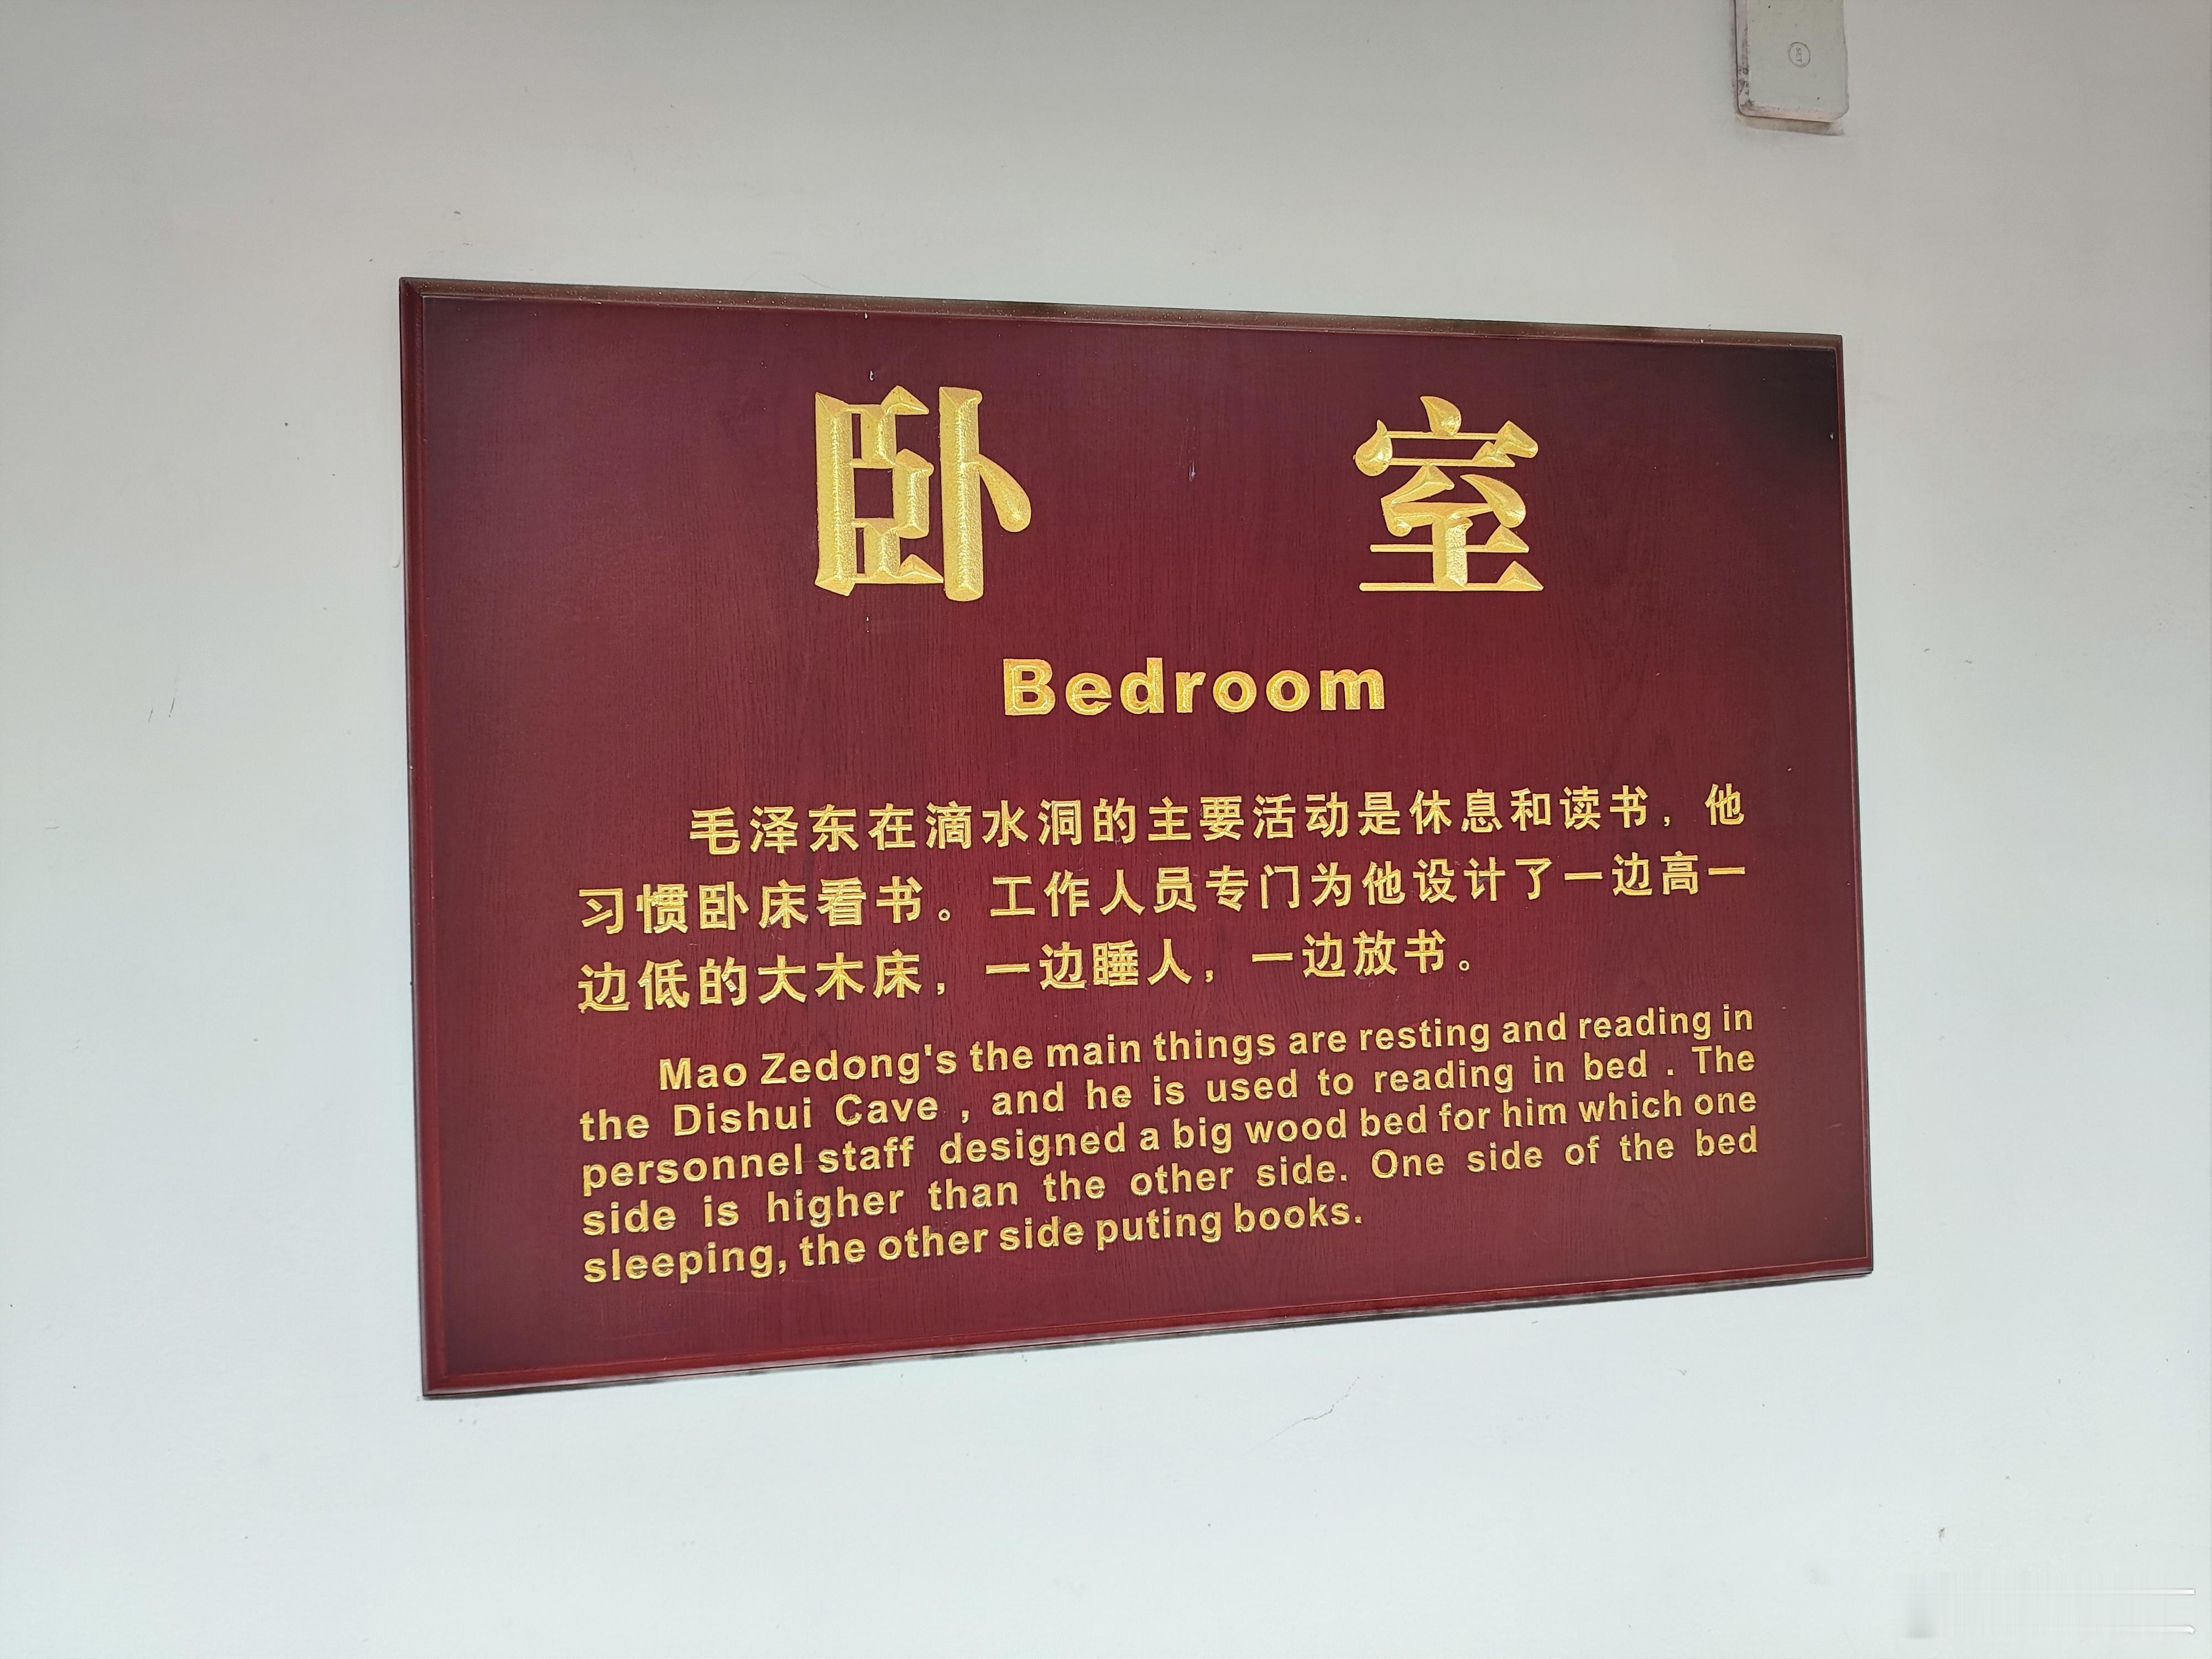 卧室
Bedroom
毛泽东在滴水洞的主要活动是休息和读书，他
习惯卧床看书。工作人员专门为他设计了一边高一
边低的大木床，一边睡人，一边放书。
Mao Zedong's the main things are resting and reading in
the Dishui Cave , and he is used to reading in bed . The
personnel staff designed a big wood bed for him which one
side is higher than the other side. One side of the bed
sleeping, the other side puting books.